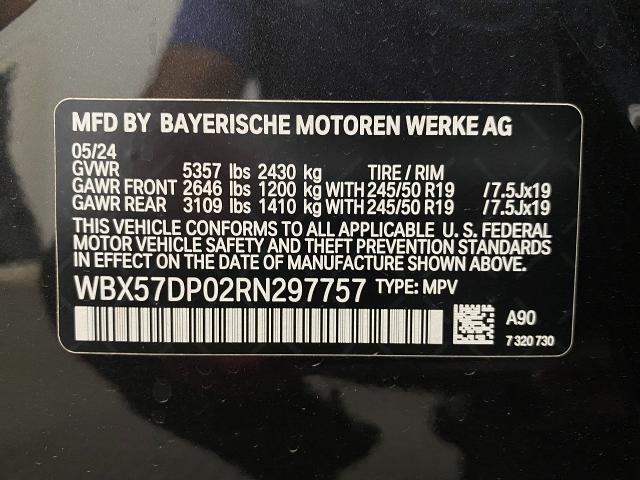 MFD BY BAYERISCHE MOTOREN WERKE AG
05/24
GVWR 5357 lbs 2430 kg TIRE / RIM
GAWR FRONT 2646 lbs 1200 kg WITH 245/50 R19 /7.5Jx19
GAWR REAR 3109 lbs 1410 kg WITH 245/50 R19 /7.5Jx19
THIS VEHICLE CONFORMS TO ALL APPLICABLE U. S. FEDERAL
MOTOR VEHICLE SAFETY AND THEFT PREVENTION STANDARDS
IN EFFECT ON THE DATE OF MANUFACTURE SHOWN ABOVE.
WBX57DP02RN297757 TYPE: MPV
A90
7 320 730